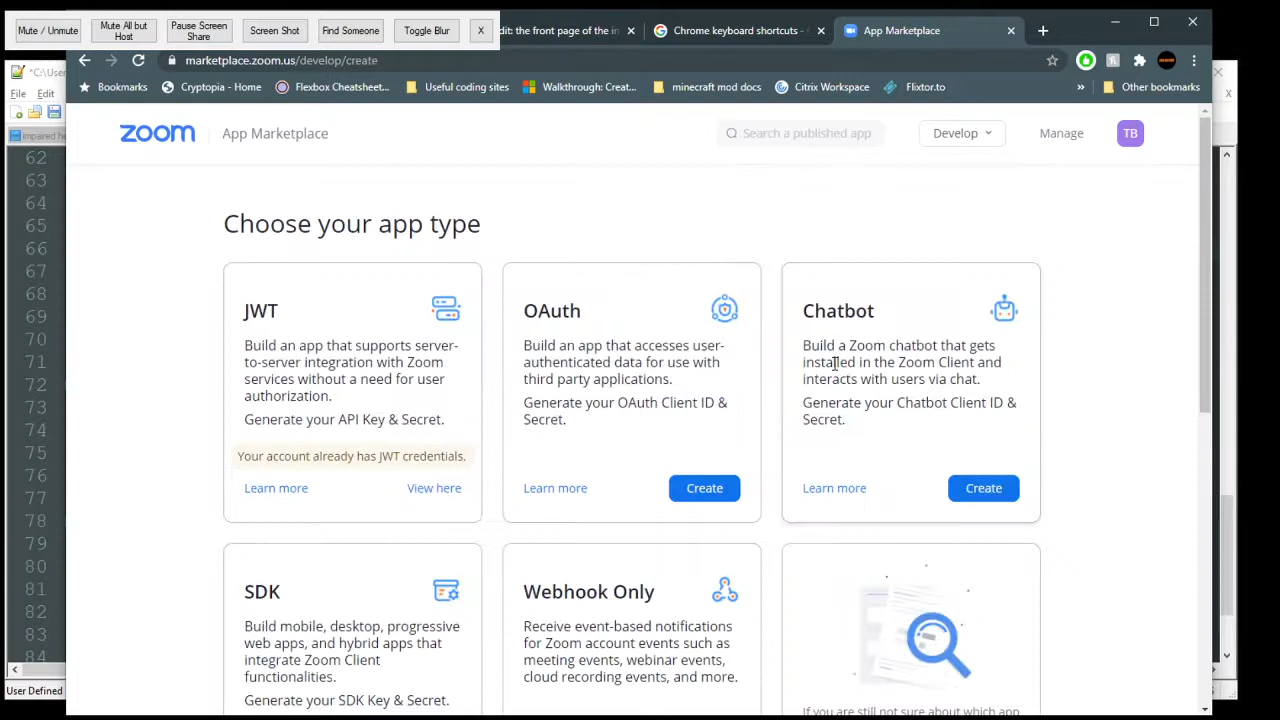 Mute / Unmute
Mute All but
Host
Pause Screen
Share
Screen Shot
Find Someone
Toggle Blur
X
dit: the front page of the in
Chrome keyboard shortcuts -
App Marketplace
marketplace.zoom.us/develop/create
Bookmarks
Cryptopia - Home
Flexbox Cheatsheet...
Useful coding sites
Walkthrough: Creat...
minecraft mod docs
Citrix Workspace
Flixtor.to
»
Other bookmarks
*C:\User
File
Edit
Impaired he
62
63
64
65
66
67
68
69
70
71
72
73
74
75
76
77
78
79
80
81
82
83
84
User Defined
zoom
App Marketplace
Search a published app
Develop
Manage
TB
Choose your app type
JWT
Build an app that supports server-
to-server integration with Zoom
services without a need for user
authorization.
Generate your API Key & Secret.
Your account already has JWT credentials.
Learn more
View here
OAuth
Build an app that accesses user-
authenticated data for use with
third party applications.
Generate your OAuth Client ID &
Secret.
Learn more
Create
Chatbot
Build a Zoom chatbot that gets
installed in the Zoom Client and
interacts with users via chat.
Generate your Chatbot Client ID &
Secret.
Learn more
Create
SDK
Build mobile, desktop, progressive
web apps, and hybrid apps that
integrate Zoom Client
functionalities.
Generate your SDK Key & Secret.
Webhook Only
Receive event-based notifications
for Zoom account events such as
meeting events, webinar events,
cloud recording events, and more.
If you are still not sure about which app